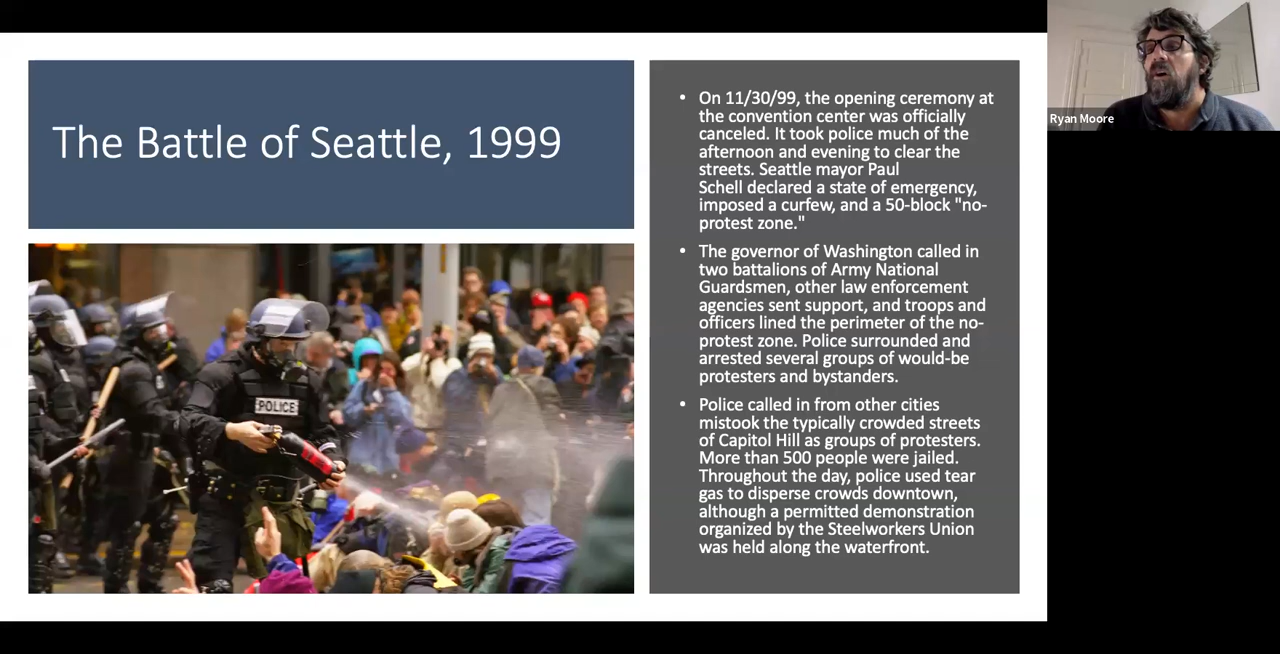 The Battle of Seattle, 1999
• On 11/30/99, the opening ceremony at
the convention center was officially
canceled. It took police much of the
afternoon and evening to clear the
streets. Seattle mayor Paul
Schell declared a state of emergency,
imposed a curfew, and a 50-block "no-
protest zone."
• The governor of Washington called in
two battalions of Army National
Guardsmen, other law enforcement
agencies sent support, and troops and
officers lined the perimeter of the no-
protest zone. Police surrounded and
arrested several groups of would-be
protesters and bystanders.
• Police called in from other cities
mistook the typically crowded streets
of Capitol Hill as groups of protesters.
More than 500 people were jailed.
Throughout the day, police used tear
gas to disperse crowds downtown,
although a permitted demonstration
organized by the Steelworkers Union
was held along the waterfront.
POLICE
Ryan Moore